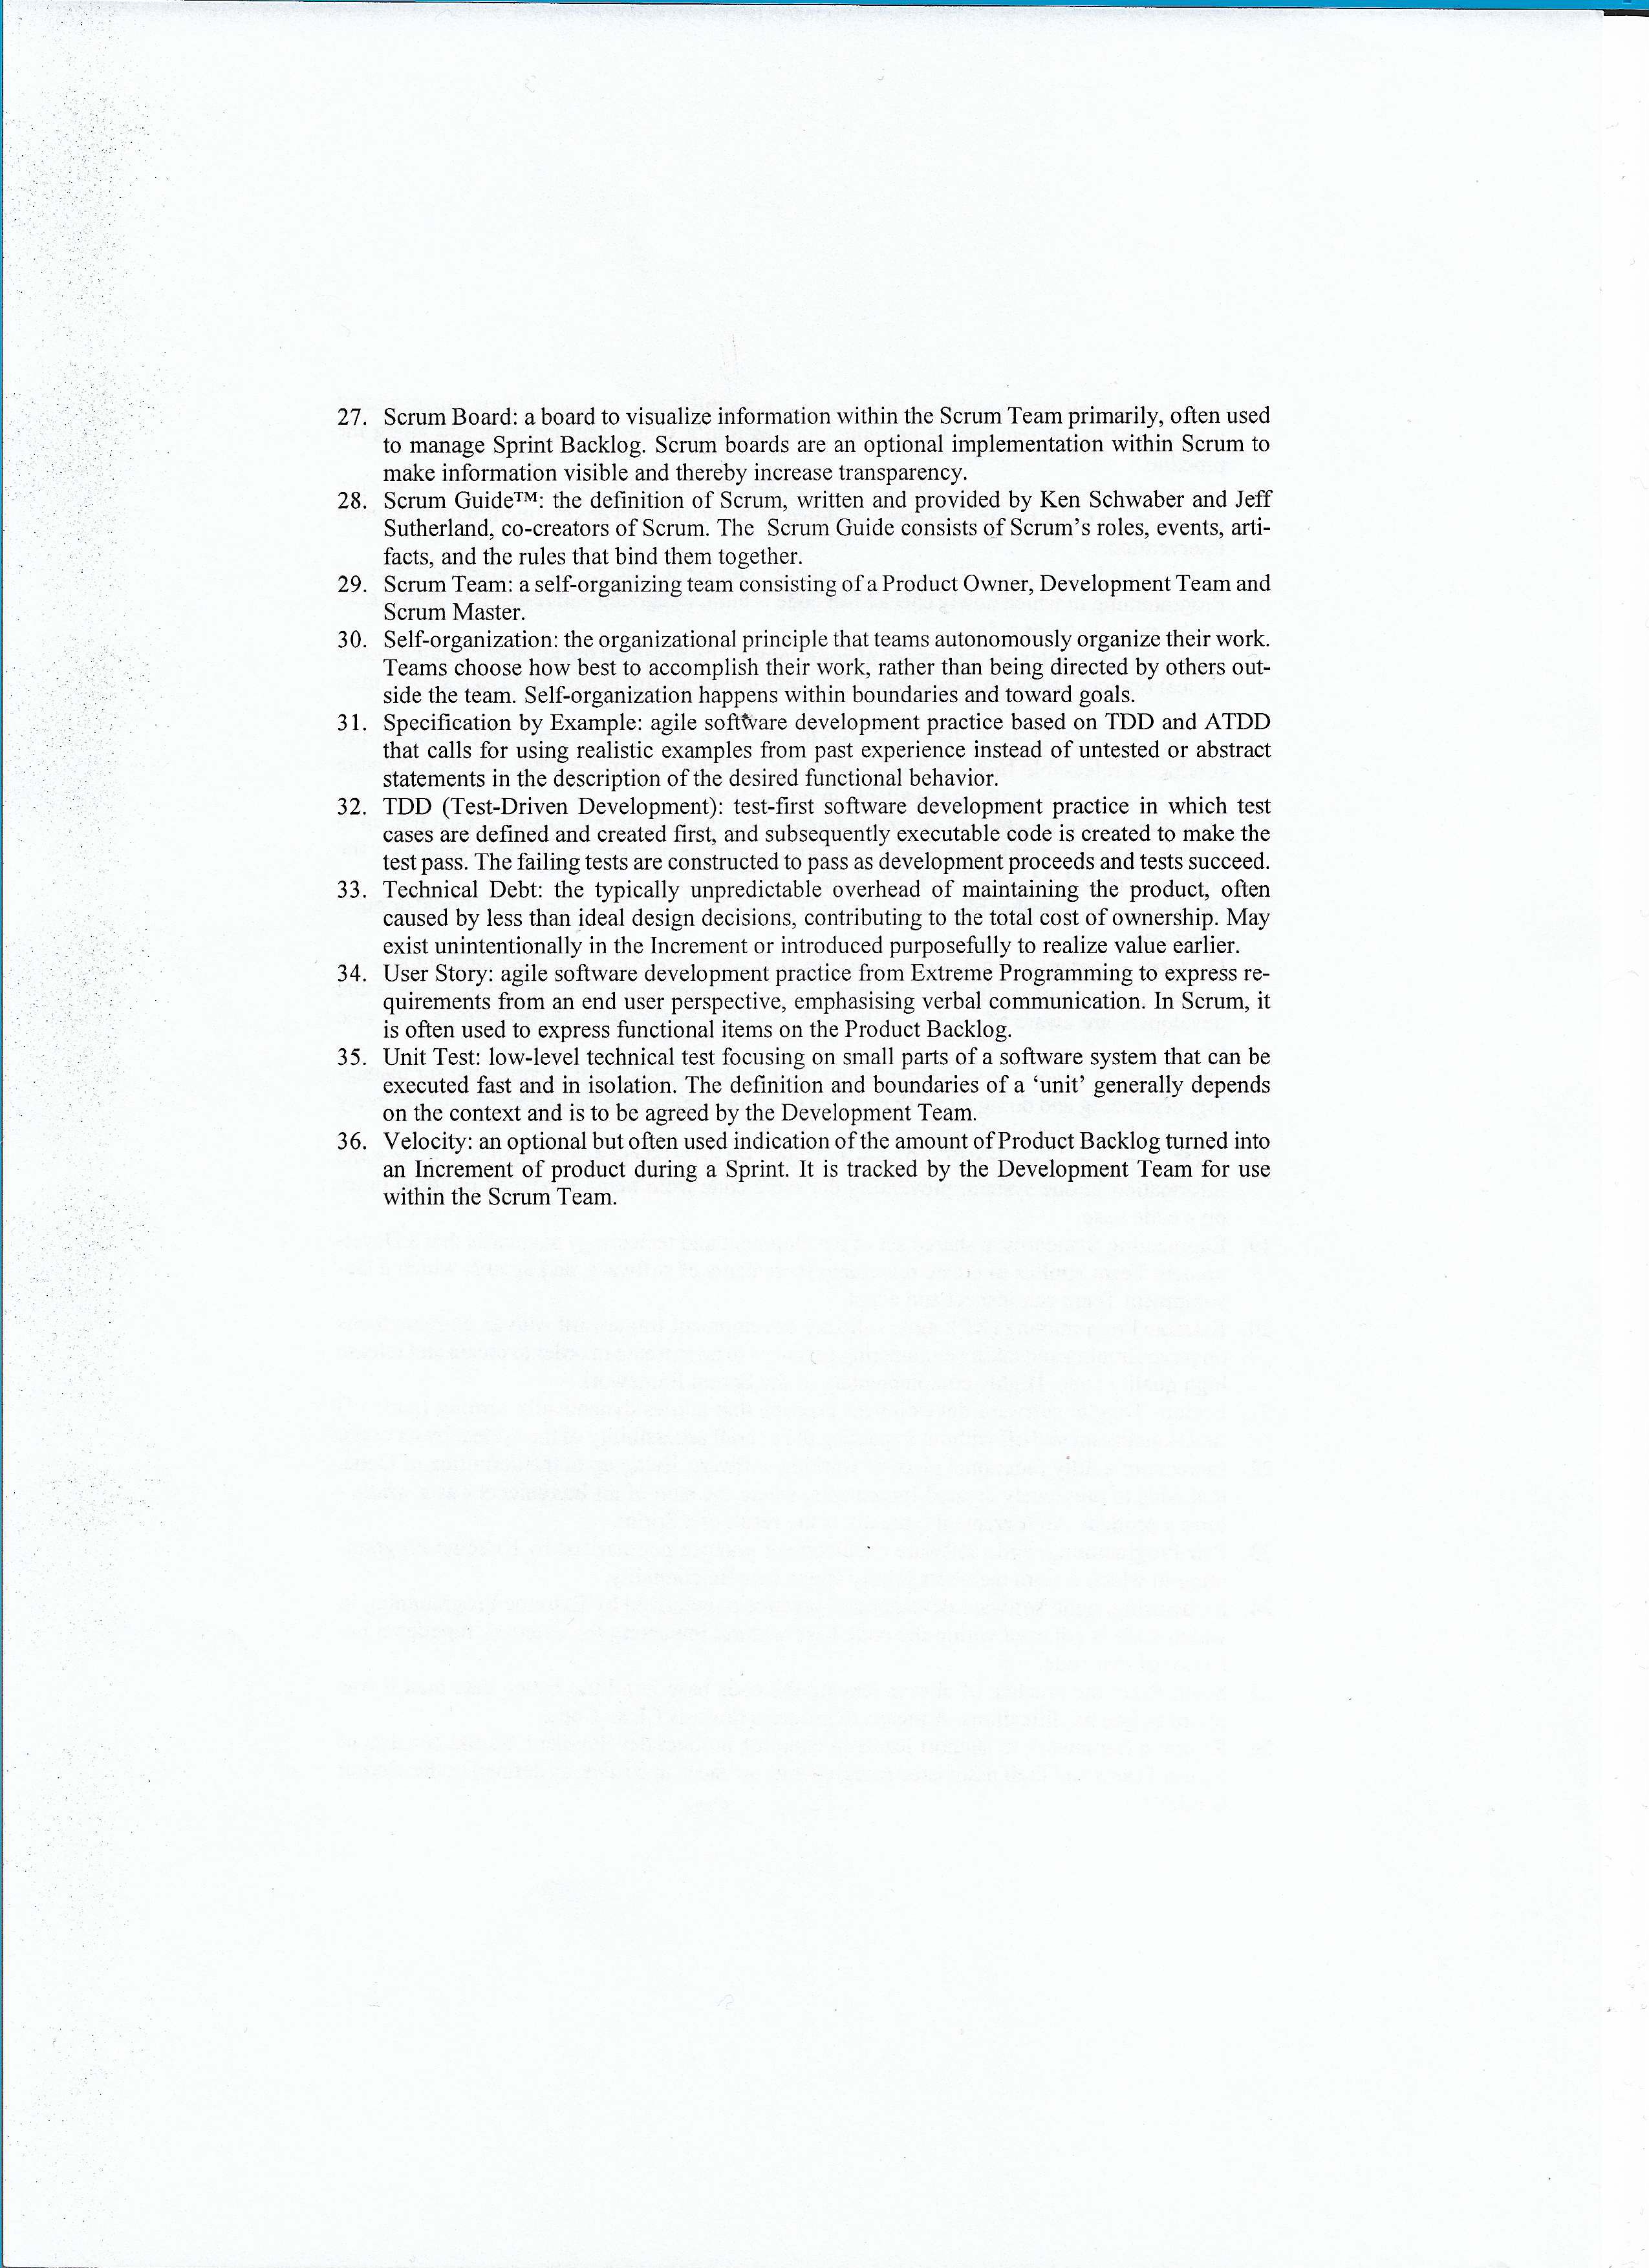 27. Scrum Board: a board to visualize information within the Scrum Team primarily, often used
to manage Sprint Backlog. Scrum boards are an optional implementation within Scrum to
make information visible and thereby increase transparency.
28. Scrum Guide™: the definition of Scrum, written and provided by Ken Schwaber and Jeff
Sutherland, co-creators of Scrum. The Scrum Guide consists of Scrum’s roles, events, arti-
facts, and the rules that bind them together.
29. Scrum Team: a self-organizing team consisting of a Product Owner, Development Team and
Scrum Master.
30. Self-organization: the organizational principle that teams autonomously organize their work.
Teams choose how best to accomplish their work, rather than being directed by others out-
side the team. Self-organization happens within boundaries and toward goals.
31. Specification by Example: agile software development practice based on TDD and ATDD
that calls for using realistic examples from past experience instead of untested or abstract
statements in the description of the desired functional behavior.
32. TDD (Test-Driven Development): test-first software development practice in which test
cases are defined and created first, and subsequently executable code is created to make the
test pass. The failing tests are constructed to pass as development proceeds and tests succeed.
33. Technical Debt: the typically unpredictable overhead of maintaining the product, often
caused by less than ideal design decisions, contributing to the total cost of ownership. May
exist unintentionally in the Increment or introduced purposefully to realize value earlier.
34. User Story: agile software development practice from Extreme Programming to express re-
quirements from an end user perspective, emphasising verbal communication. In Scrum, it
is often used to express functional items on the Product Backlog.
35. Unit Test: low-level technical test focusing on small parts of a software system that can be
executed fast and in isolation. The definition and boundaries of a ‘unit’ generally depends
on the context and is to be agreed by the Development Team.
36. Velocity: an optional but often used indication of the amount of Product Backlog turned into
an Increment of product during a Sprint. It is tracked by the Development Team for use
within the Scrum Team.